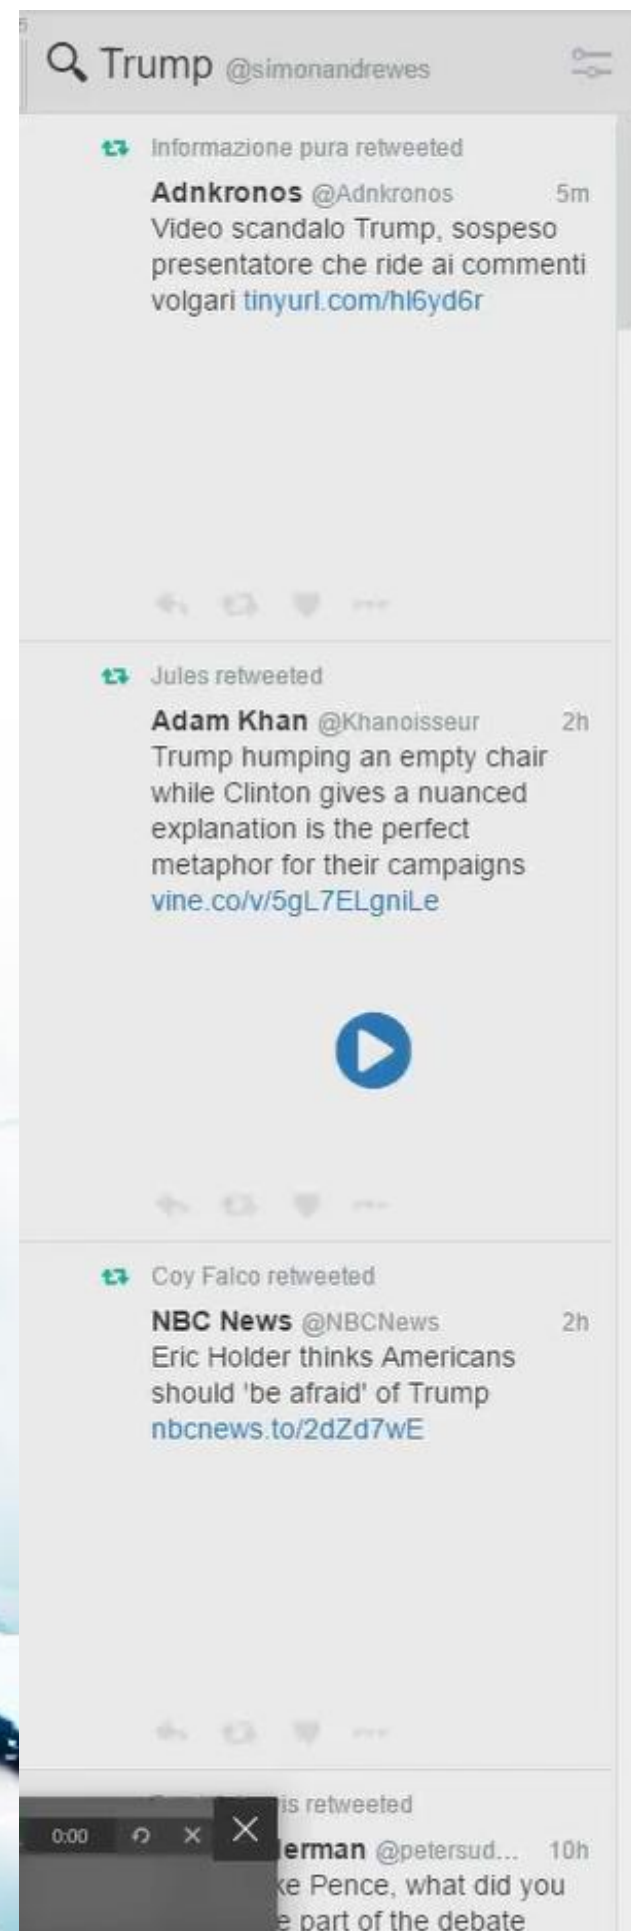 Trump @simonandrewes
Informazione pura retweeted
Adnkronos @Adnkronos 5m
Video scandalo Trump, sospeso
presentatore che ride ai commenti
volgari tinyurl.com/hl6yd6r
Jules retweeted
Adam Khan @Khanoisseur 2h
Trump humping an empty chair
while Clinton gives a nuanced
explanation is the perfect
metaphor for their campaigns
vine.co/v/5gL7ELgniLe
Coy Falco retweeted
NBC News @NBCNews 2h
Eric Holder thinks Americans
should 'be afraid' of Trump
nbcnews.to/2dZd7wE
retweeted
0:00
@petersud... 10h
Pence, what did you
part of the debate